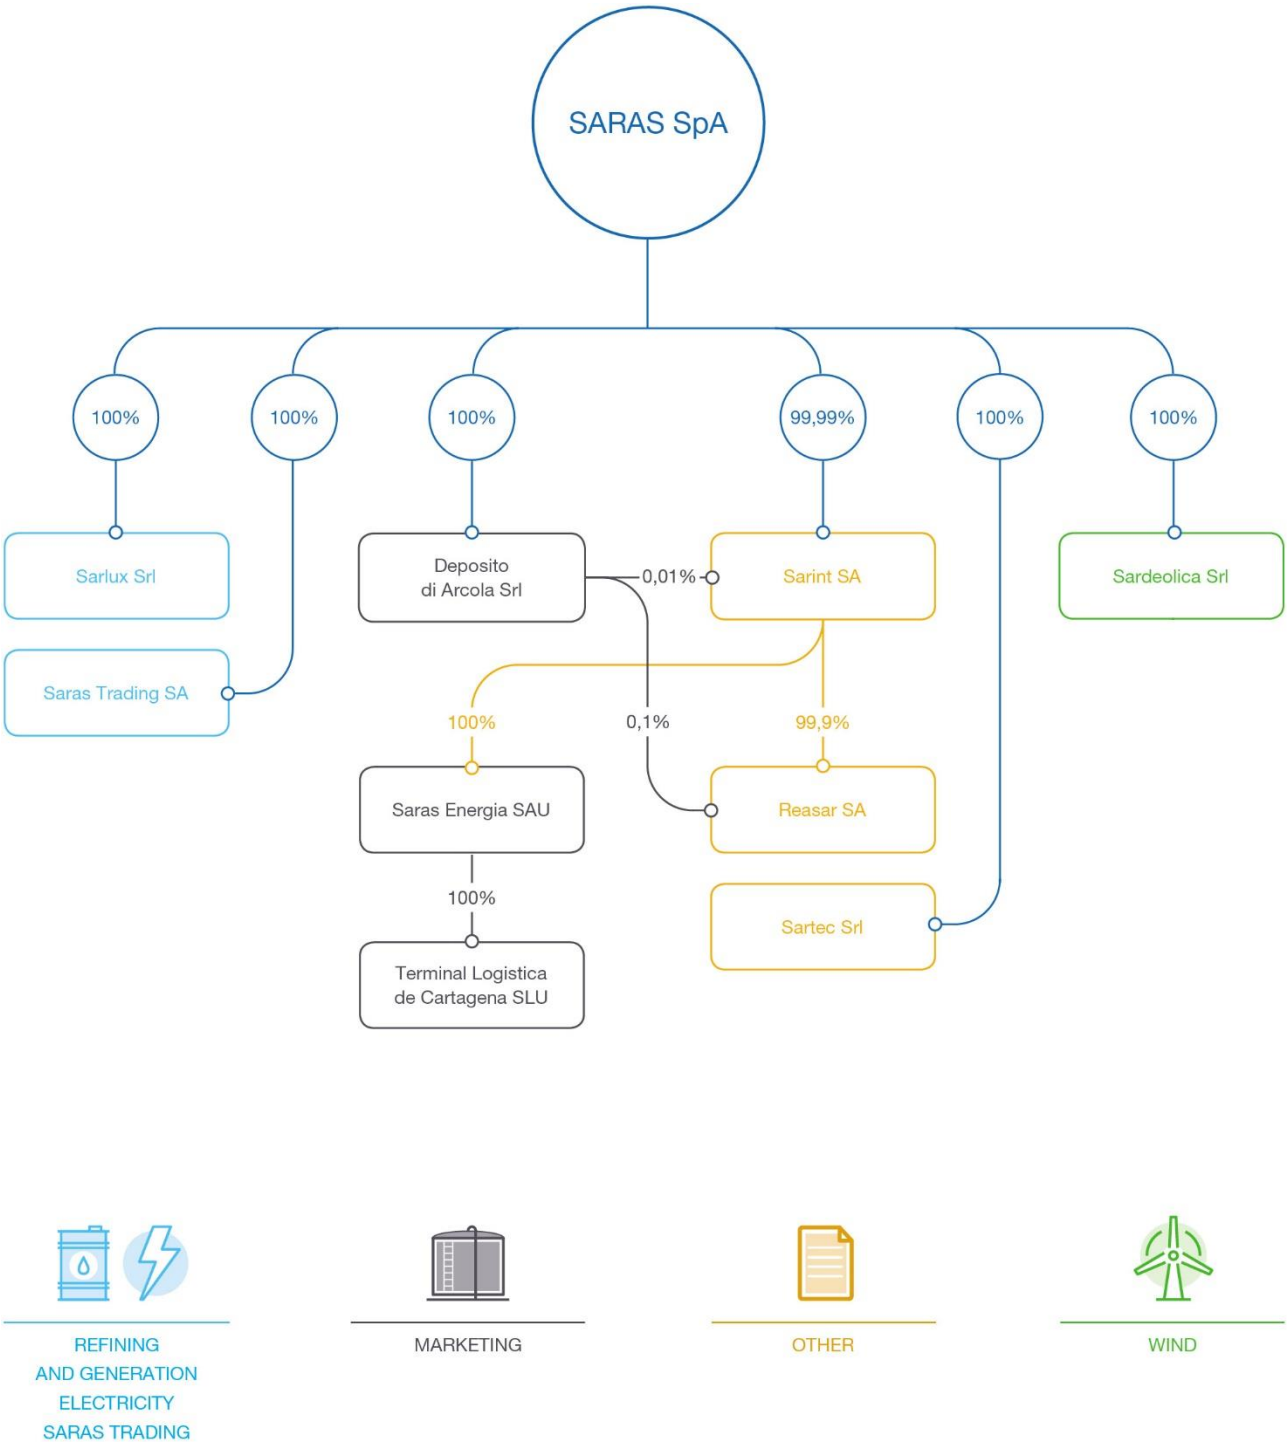 SARAS SpA
100%
100%
100%
99,99%
100%
100%
Sarlux Srl
Deposito
di Arcola Srl
0,01%
Sarint SA
Sardeolica Srl
Saras Trading SA
100%
0,1%
99,9%
Saras Energia SAU
Reasar SA
100%
Sartec Srl
Terminal Logistica
de Cartagena SLU
REFINING
AND GENERATION
ELECTRICITY
SARAS TRADING
MARKETING
OTHER
WIND